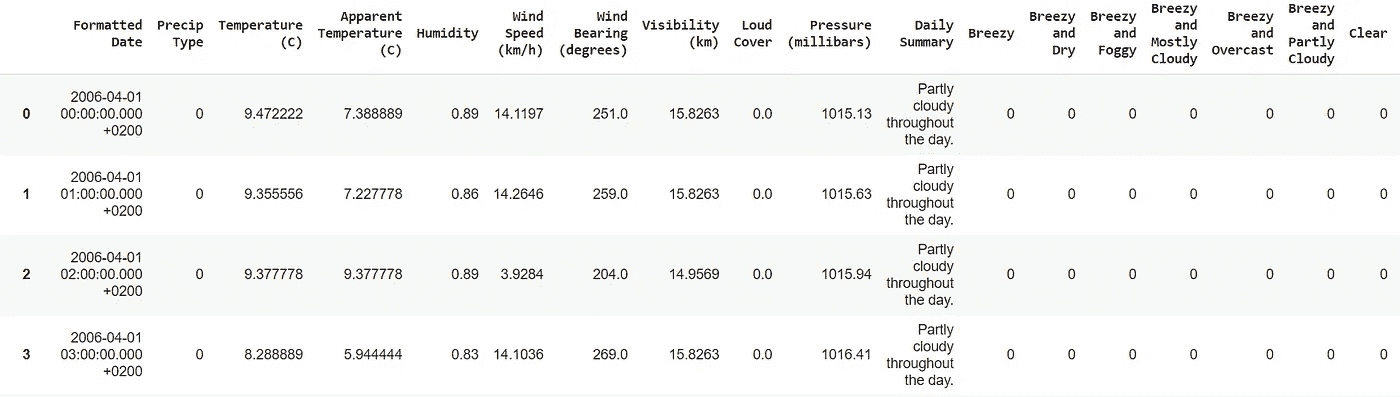 Formatted Date	Precip Type	Temperature (C)	Apparent Temperature (C)	Humidity	Wind Speed (km/h)	Wind Bearing (degrees)	Visibility (km)	Loud Cover	Pressure (millibars)	Daily Summary	Breezy	Breezy and Dry	Breezy and Foggy	Breezy and Mostly Cloudy	Breezy and Overcast	Breezy and Partly Cloudy	Clear
0	2006-04-01 00:00:00.000 +0200	0	9.472222	7.388889	0.89	14.1197	251.0	15.8263	0.0	1015.13	Partly cloudy throughout the day.	0	0	0	0	0	0	0
1	2006-04-01 01:00:00.000 +0200	0	9.355556	7.227778	0.86	14.2646	259.0	15.8263	0.0	1015.63	Partly cloudy throughout the day.	0	0	0	0	0	0	0
2	2006-04-01 02:00:00.000 +0200	0	9.377778	9.377778	0.89	3.9284	204.0	14.9569	0.0	1015.94	Partly cloudy throughout the day.	0	0	0	0	0	0	0
3	2006-04-01 03:00:00.000 +0200	0	8.288889	5.944444	0.83	14.1036	269.0	15.8263	0.0	1016.41	Partly cloudy throughout the day.	0	0	0	0	0	0	0